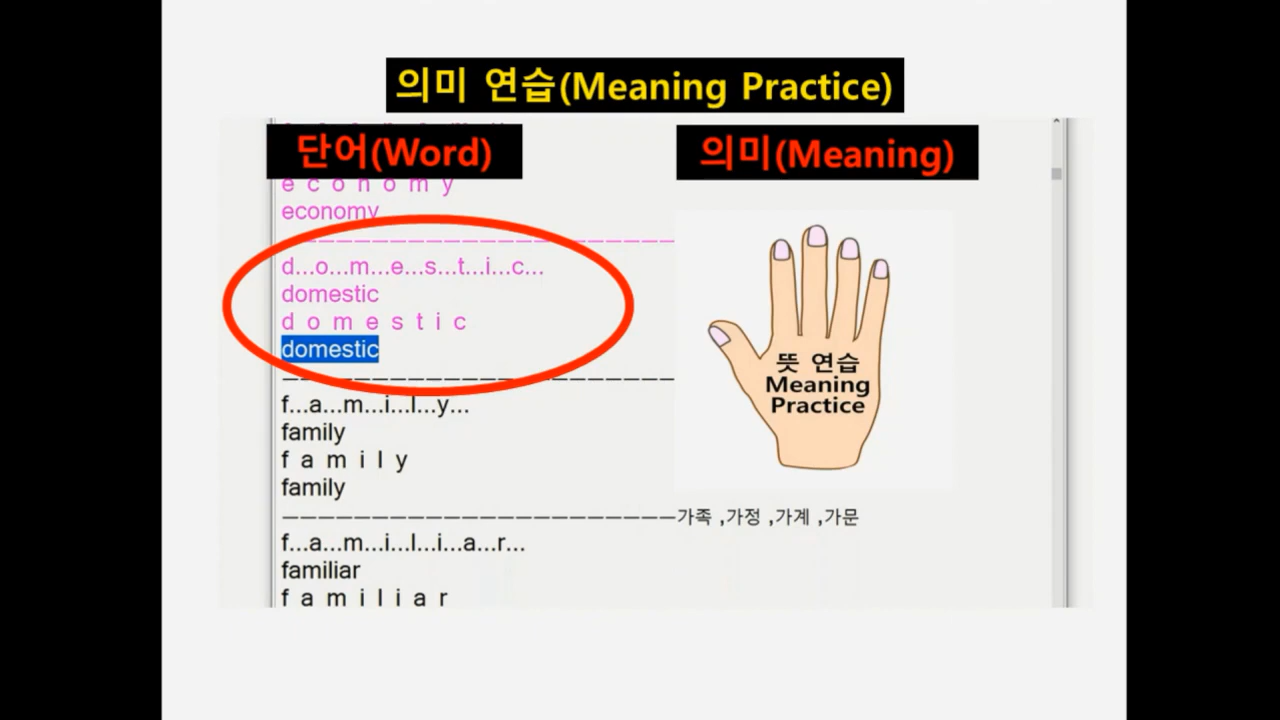 의미 연습(Meaning Practice)
단어(Word)
의미(Meaning)
e c o n o m y
economy
d...o...m...e...s...t...i...c...
domestic
d o m e s t i c
domestic
뜻 연습
Meaning
Practice
f...a...m...i...l...y...
family
f a m i l y
family
가족 ,가정 ,가계 ,가문
f...a...m...i...l...i...a...r...
familiar
f a m i l i a r